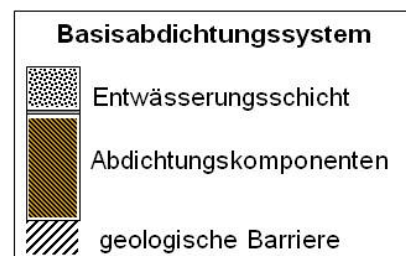 Basisabdichtungssystem
Entwässerungsschicht
Abdichtungskomponenten
geologische Barriere